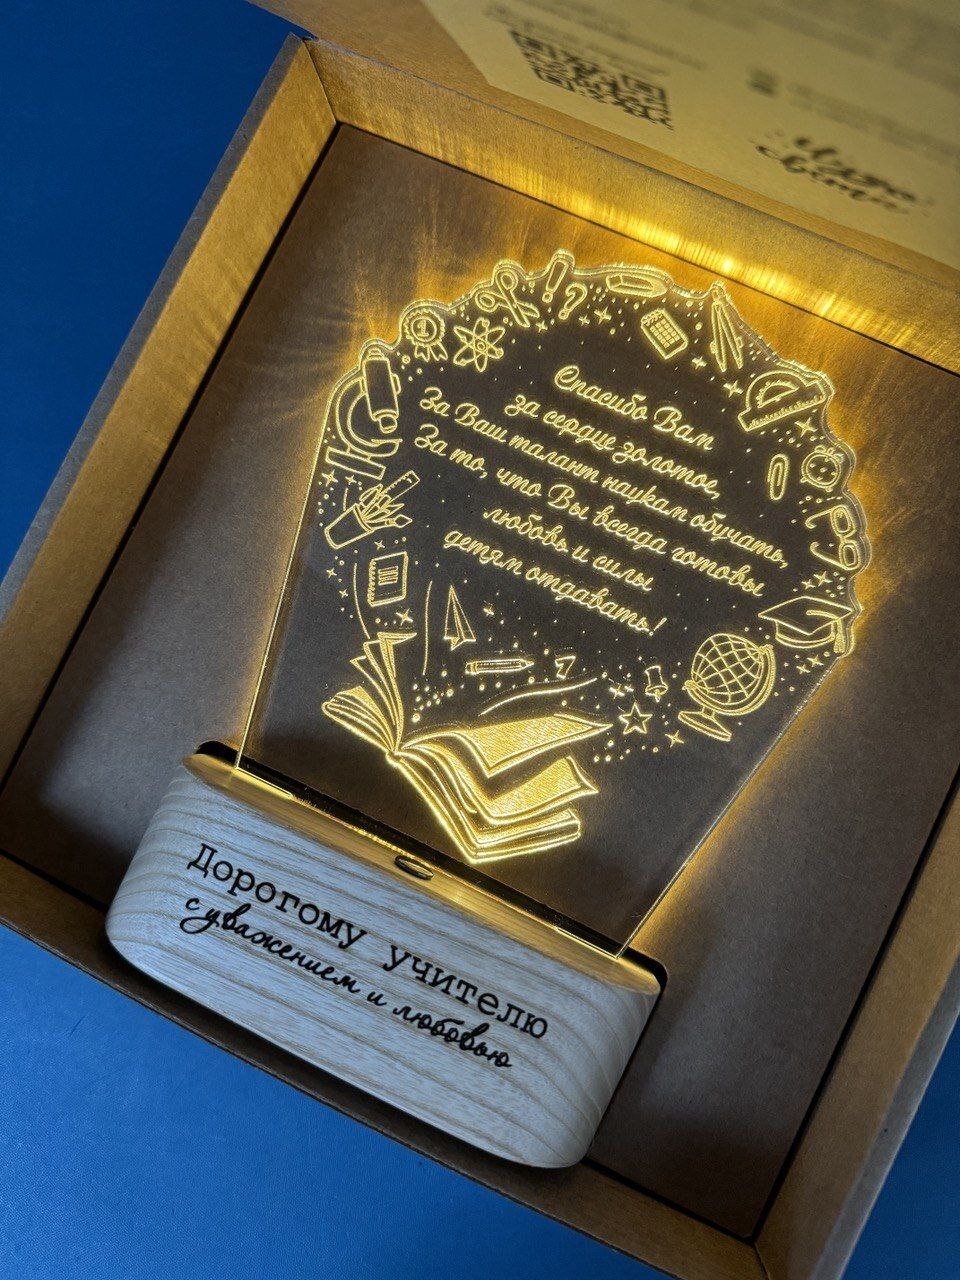 Спасибо Вам
за сердце золотое,
За Ваш талант наукам обучать,
За то, что Вы всегда готовы
любовь и силы
детям отдавать!
Дорогому учителю
с уважением и любовью